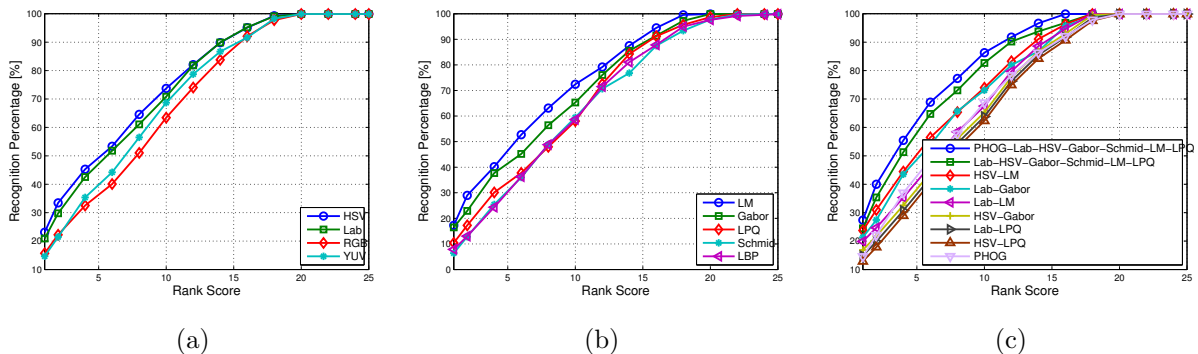 100
90
80
70
60
50
40
30
20
10
5 10 15 20 25
Recognition Percentage [%]
Rank Score
HSV
Lab
RGB
YUV
(a)
100
90
80
70
60
50
40
30
20
10
0
5 10 15 20 25
Recognition Percentage [%]
Rank Score
LM
Gabor
LPQ
Schmid
LBP
(b)
100
90
80
70
60
50
40
30
20
10
5 10 15 20 25
Recognition Percentage [%]
Rank Score
PHOG-Lab-HSV-Gabor-Schmid-LM-LPQ
Lab-HSV-Gabor-Schmid-LM-LPQ
HSV-LM
Lab-Gabor
Lab-LM
HSV-Gabor
Lab-LPQ
HSV-LPQ
PHOG
(c)